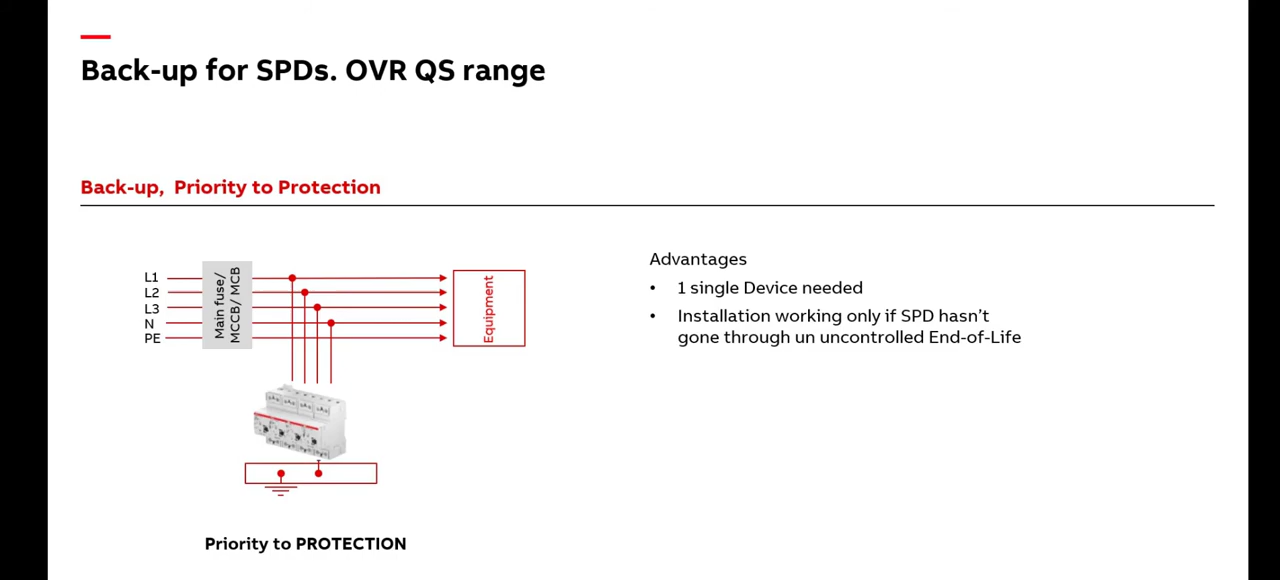 Back-up for SPDs. OVR QS range
Back-up, Priority to Protection
L1
L2
L3
N
PE
Main fuse/
MCCB/ MCB
Equipment
Priority to PROTECTION
Advantages
• 1 single Device needed
• Installation working only if SPD hasn't
gone through un uncontrolled End-of-Life